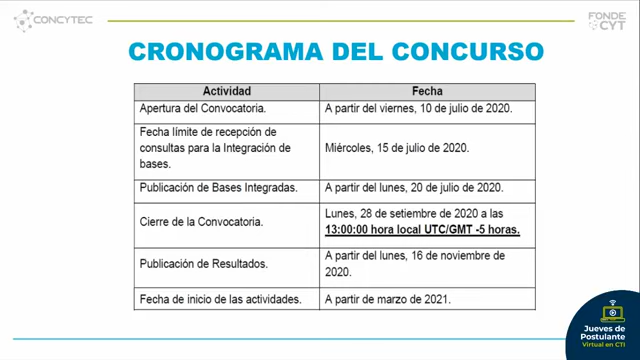 CONCYTEC
FONDE
CYT
CRONOGRAMA DEL CONCURSO
Actividad Fecha
Apertura del Convocatoria. A partir del viernes, 10 de julio de 2020.
Fecha límite de recepción de
consultas para la Integración de
bases.
Miércoles, 15 de julio de 2020.
Publicación de Bases Integradas. A partir del lunes, 20 de julio de 2020.
Cierre de la Convocatoria.
Lunes, 28 de setiembre de 2020 a las
13:00:00 hora local UTC/GMT -5 horas.
Publicación de Resultados.
A partir del lunes, 16 de noviembre de
2020.
Fecha de inicio de las actividades. A partir de marzo de 2021.
Jueves de
Postulante
Virtual en CTI